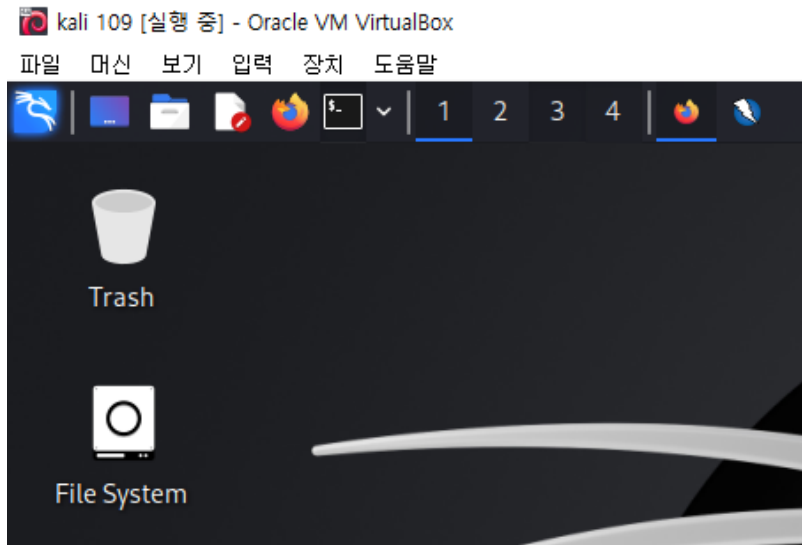 kali 109 [실행 중] - Oracle VM VirtualBox
파일 머신 보기 입력 장치 도움말
$- 1 2 3 4
Trash
File System